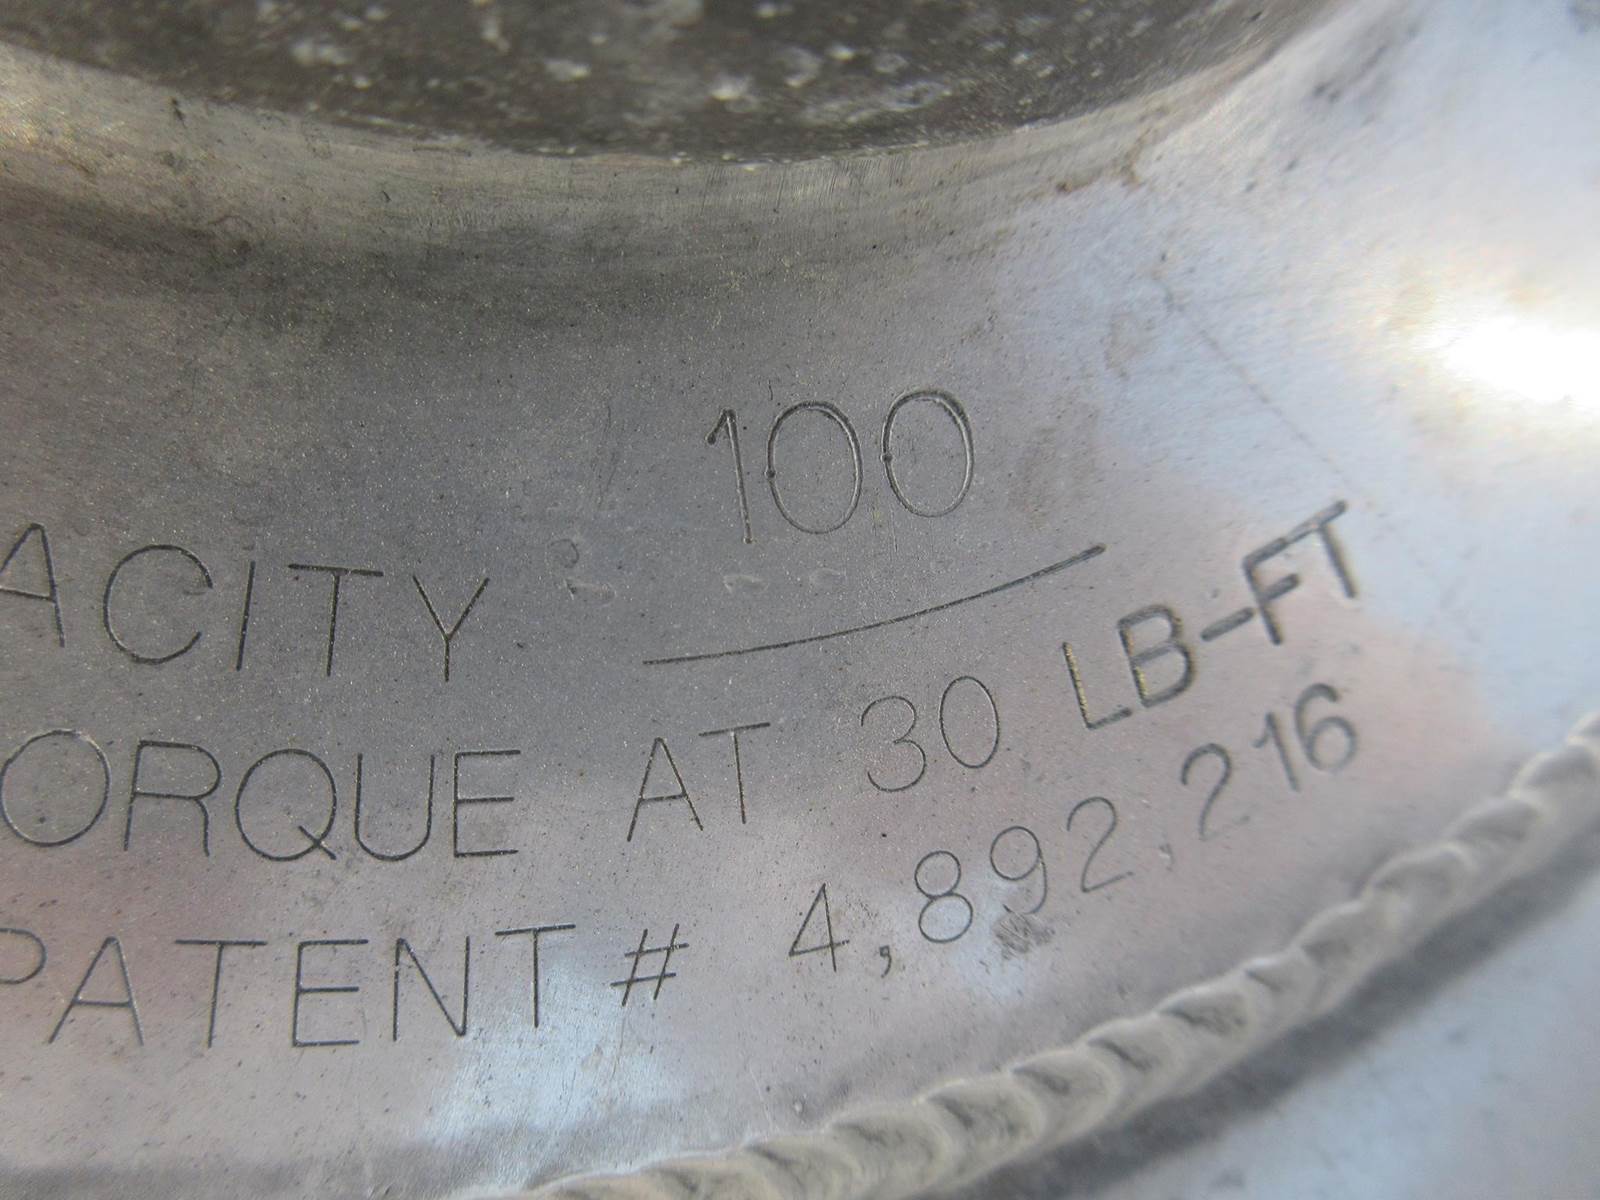 ACITY 100
ORQUE AT 30 LB-FT
PATENT # 4,892,216